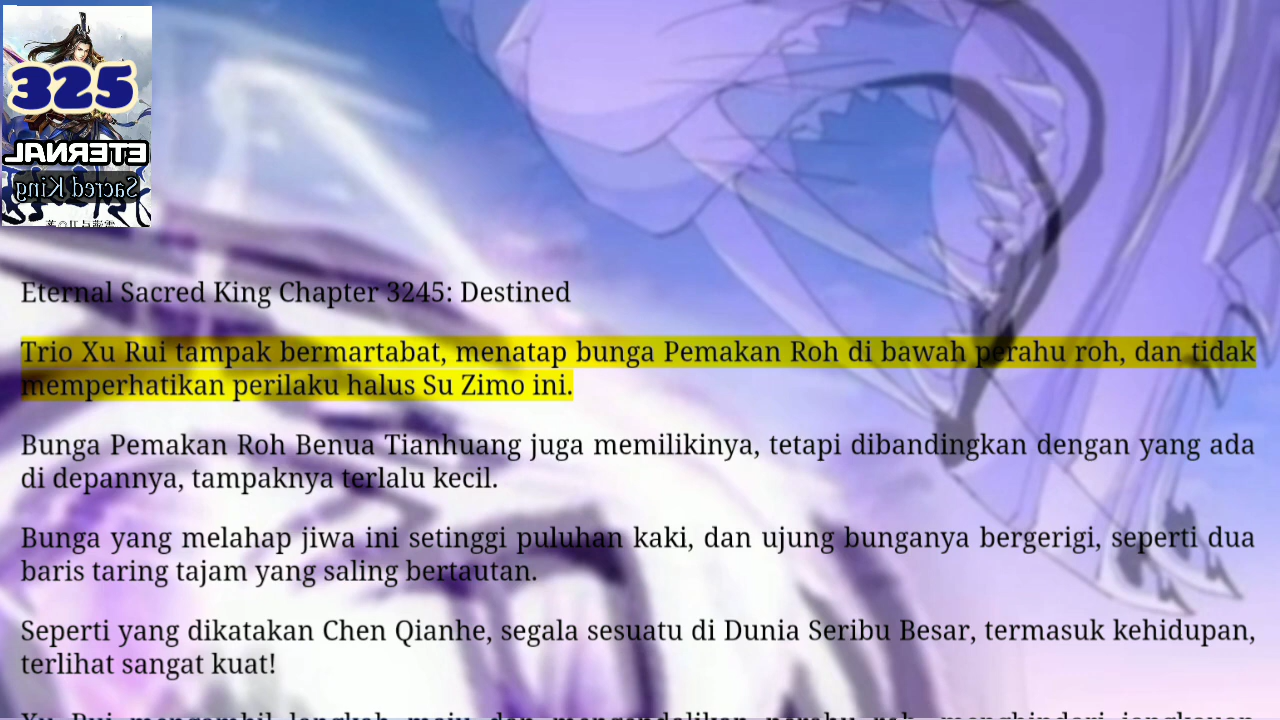 325
ETERNAL
Sacred King
Eternal Sacred King Chapter 3245: Destined
Trio Xu Rui tampak bermartabat, menatap bunga Pemakan Roh di bawah perahu roh, dan tidak
memperhatikan perilaku halus Su Zimo ini.
Bunga Pemakan Roh Benua Tianhuang juga memilikinya, tetapi dibandingkan dengan yang ada
di depannya, tampaknya terlalu kecil.
Bunga yang melahap jiwa ini setinggi puluhan kaki, dan ujung bunganya bergerigi, seperti dua
baris taring tajam yang saling bertautan.
Seperti yang dikatakan Chen Qianhe, segala sesuatu di Dunia Seribu Besar, termasuk kehidupan,
terlihat sangat kuat!